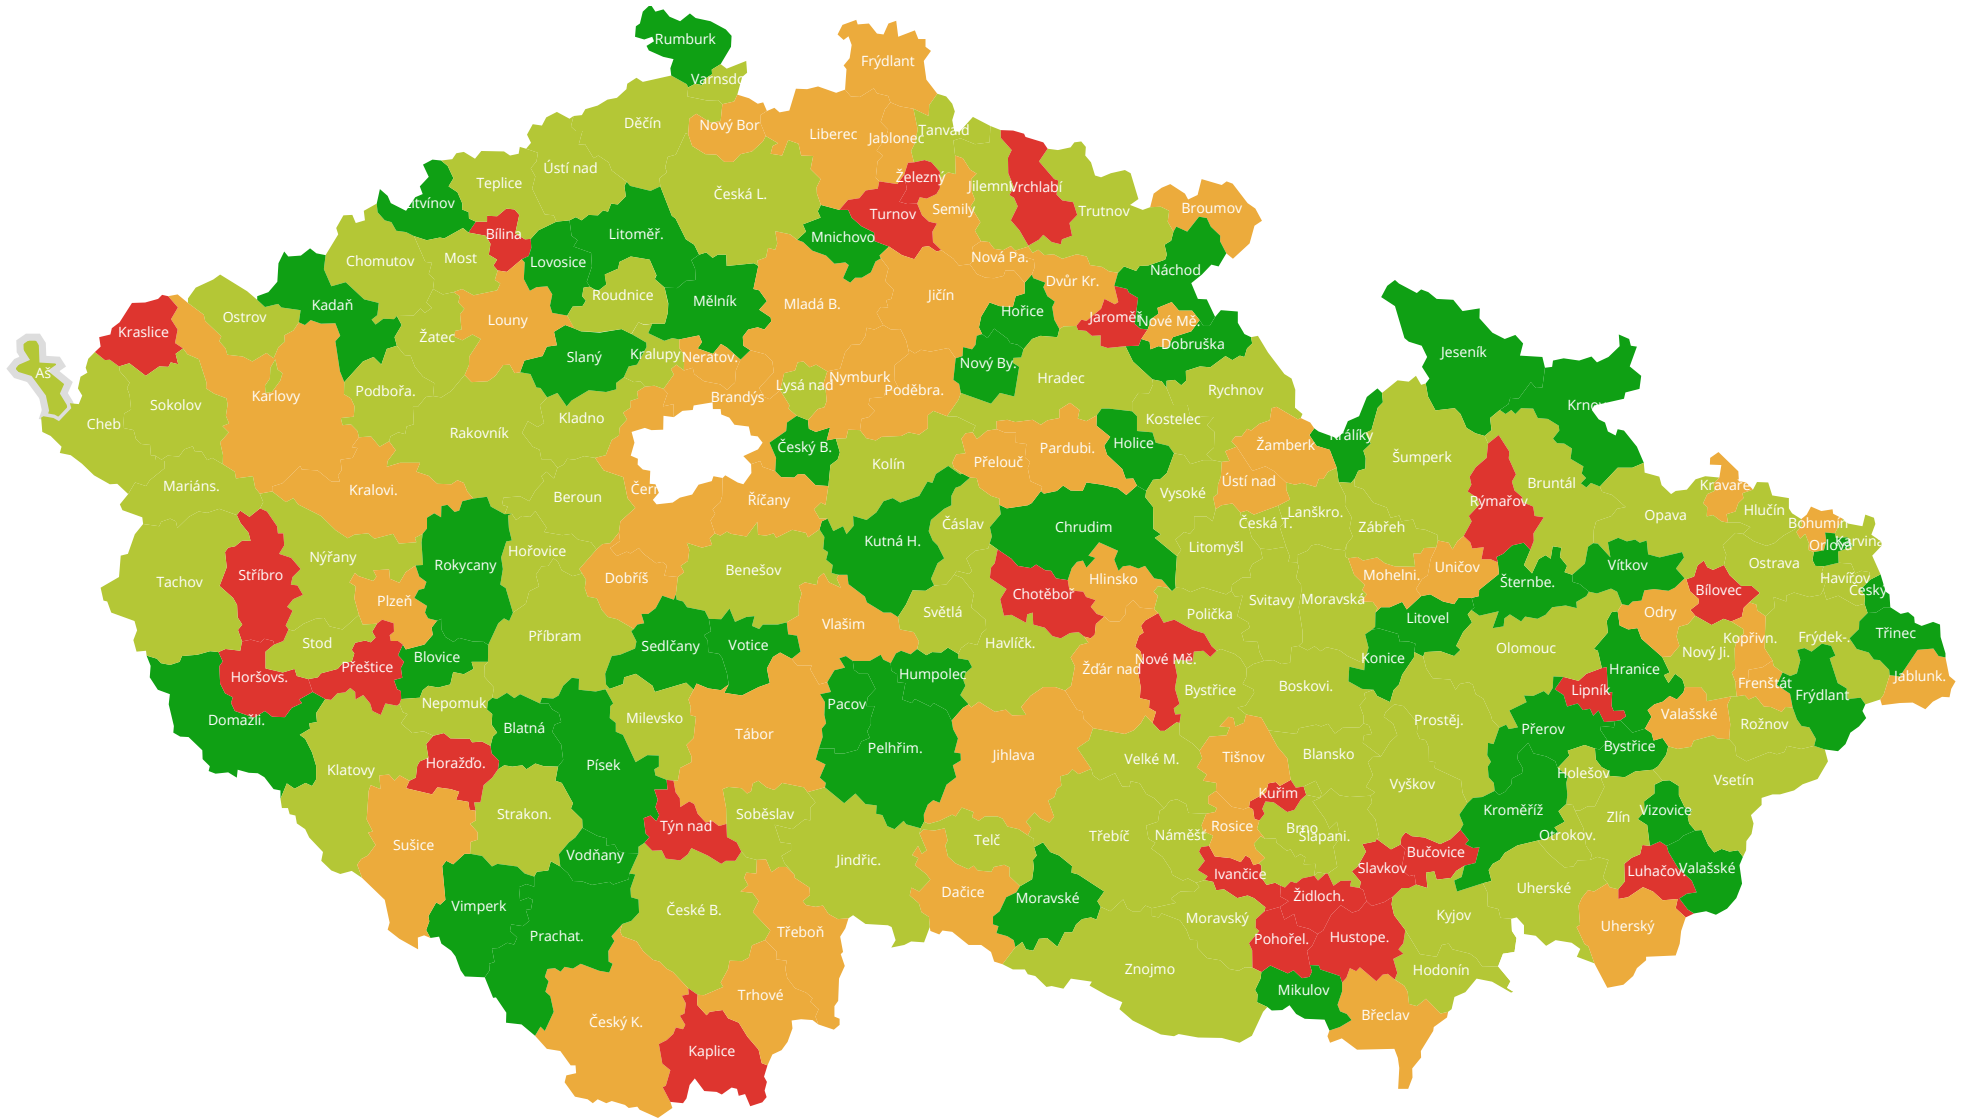 Rumburk
Frýdlant
Varnsdo
Děčín
Nový Bor
Liberec
Jablonec
Tanvald
Ústí nad
Teplice
Česká L.
Železný
Jilemni
Vrchlabí
Litvínov
Turnov
Semily
Trutnov
Broumov
Bílina
Litoměř.
Mnichovo
Chomutov
Most
Lovosice
Nová Pa.
Náchod
Dvůr Kr.
Kadaň
Roudnice
Mělník
Mladá B.
Jičín
Hořice
Ostrov
Louny
Jaroměř
Nové Mě.
Kraslice
Žatec
Slaný
Kralupy
Neratov.
Dobruška
Jeseník
Aš
Nový By.
Hradec
Podbořa.
Lysá nad
Nymburk
Poděbra.
Rychnov
Sokolov
Karlovy
Brandýs
Krnov
Cheb
Rakovník
Kladno
Kostelec
Český B.
Pardubi.
Holice
Žamberk
Králíky
Kolín
Přelouč
Šumperk
Mariáns.
Kralovi.
Beroun
Čern
Říčany
Vysoké
Ústí nad
Bruntál
Kravaře
Rýmařov
Lanškro.
Hlučín
Opava
Čáslav
Chrudim
Česká T.
Zábřeh
Bohumín
Nýřany
Hořovice
Kutná H.
Litomyšl
Orlová
Karviná
Tachov
Stříbro
Rokycany
Dobříš
Benešov
Hlinsko
Mohelni.
Uničov
Šternbe.
Vítkov
Ostrava
Havířov
Plzeň
Chotěboř
Svitavy
Moravská
Bílovec
Český
Světlá
Polička
Litovel
Odry
Vlašim
Příbram
Stod
Sedlčany
Votice
Havlíčk.
Kopřivn.
Frýdek-.
Třinec
Blovice
Přeštice
Konice
Olomouc
Nový Ji.
Horšovs.
Humpolec
Žďár nad
Nové Mě.
Hranice
Jablunk.
Nepomuk
Pacov
Bystřice
Boskovi.
Lipník
Frenštát
Frýdlant
Domažli.
Blatná
Milevsko
Prostěj.
Valašské
Rožnov
Tábor
Přerov
Pelhřim.
Bystřice
Klatovy
Horažďo.
Písek
Jihlava
Velké M.
Tišnov
Blansko
Holešov
Vsetín
Vyškov
Kuřim
Strakon.
Soběslav
Týn nad
Kroměříž
Vizovice
Zlín
Rosice
Brno
Šlapani.
Náměšť
Třebíč
Telč
Otrokov.
Sušice
Vodňany
Jindřic.
Bučovice
Slavkov
Valašské
Luhačov.
Ivančice
Dačice
Moravské
Židloch.
Uherské
Vimperk
České B.
Moravský
Kyjov
Třeboň
Uherský
Prachat.
Pohořel.
Hustope.
Znojmo
Hodonín
Trhové
Mikulov
Český K.
Břeclav
Kaplice